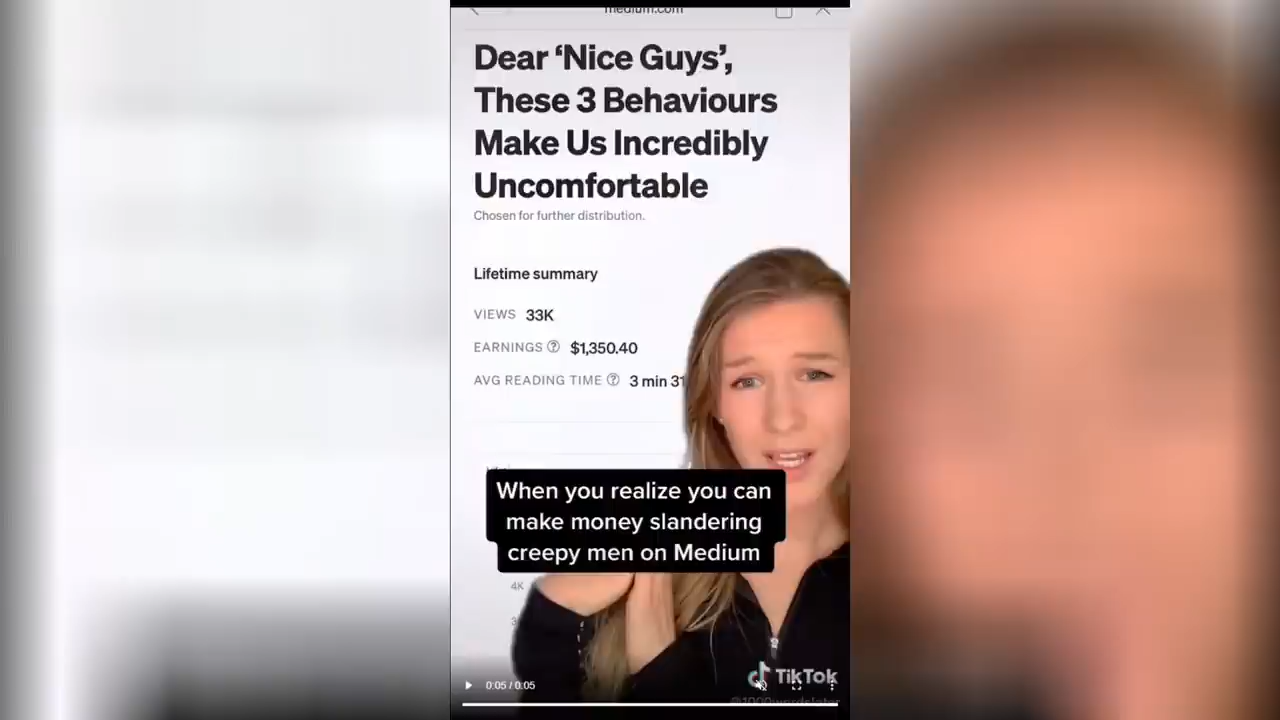 medium.com
Dear ‘Nice Guys’,
These 3 Behaviours
Make Us Incredibly
Uncomfortable
Chosen for further distribution.
Lifetime summary
VIEWS 33K
EARNINGS ? $1,350.40
AVG READING TIME ? 3 min 31
When you realize you can
make money slandering
creepy men on Medium
4K
TikTok
0:05 / 0:05